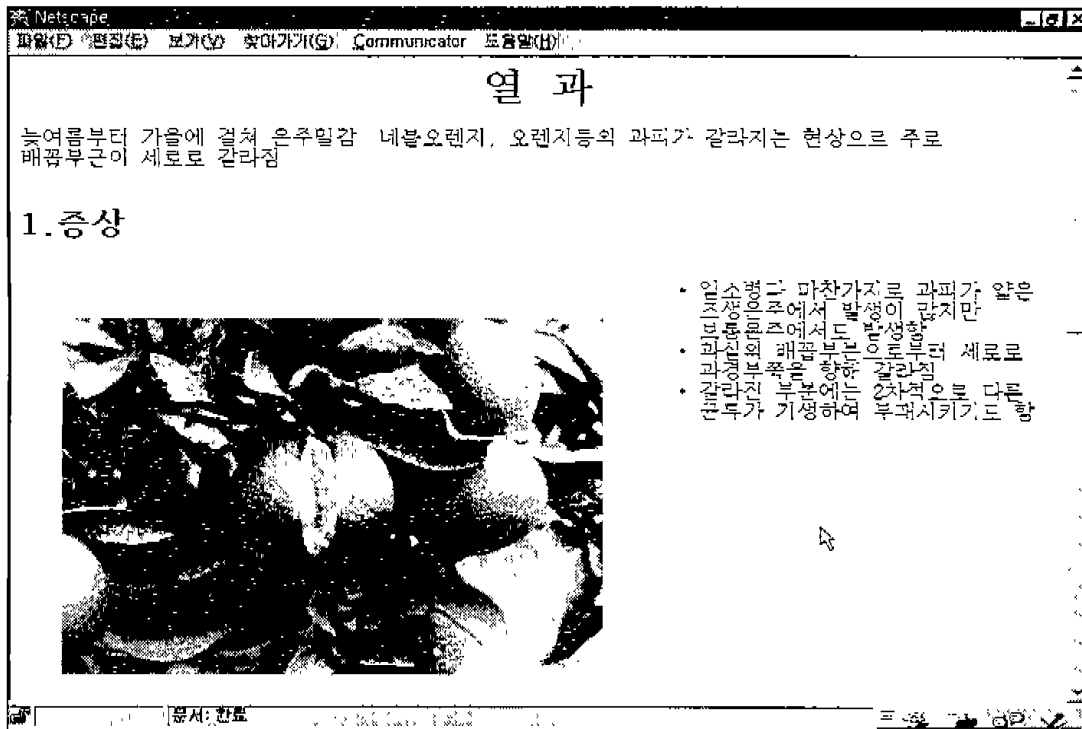 Netscape
파일(F) 편집(E) 보기(V) 찾아가기(G) Communicator 도움말(H)
열 과
늦여름부터 가을에 걸쳐 온주밀감 네블오렌지, 오렌지등의 과피가 갈라지는 현상으로 주로
배꼽부근이 세로로 갈라짐
1.증상
• 일소병과 마찬가지로 과피가 얇은
조생온주에서 발생이 많지만
보통온주에서도 발생함
• 과실의 배꼽부분으로부터 세로로
과경부쪽을 향해 갈라짐
• 갈라진 부분에는 2차적으로 다른
균류가 기생하여 부패시키기도 함
문서: 완료